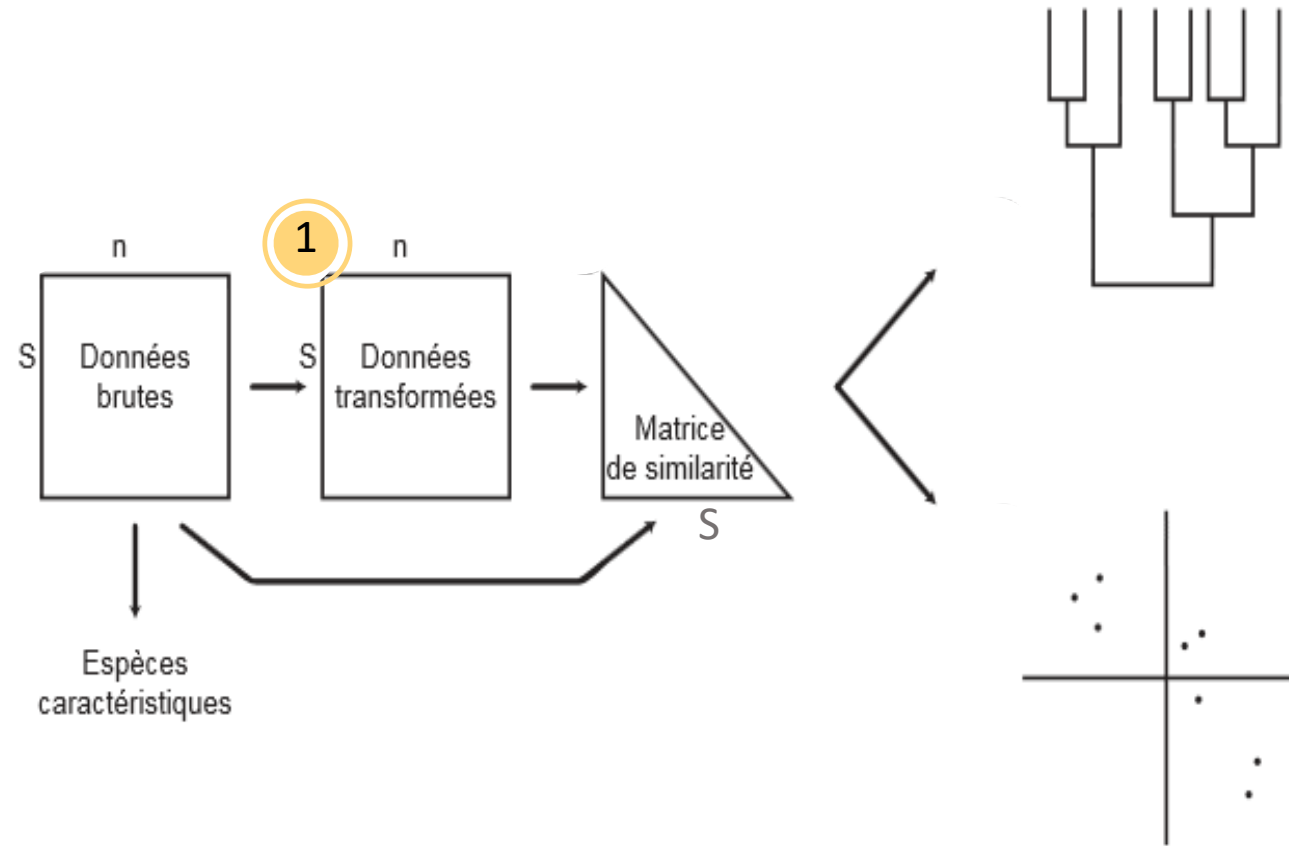 1
n
n
S
Données
brutes
S
Données
transformées
Matrice
de similarité
S
Espèces
caractéristiques